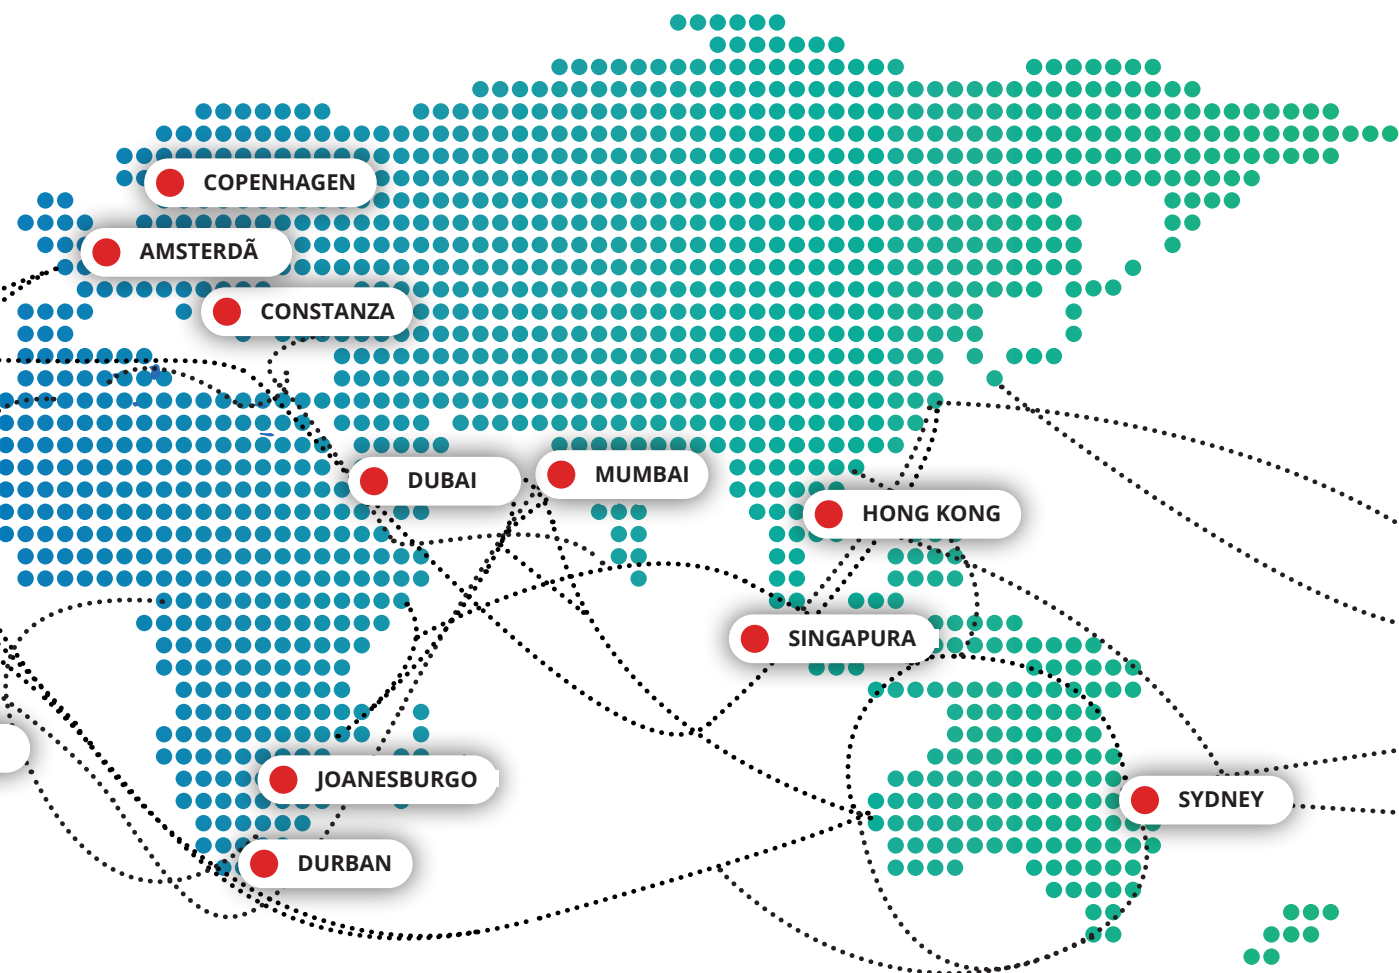 COPENHAGEN
AMSTERDÃ
CONSTANZA
DUBAI
MUMBAI
HONG KONG
SINGAPURA
JOANESBURGO
SYDNEY
DURBAN